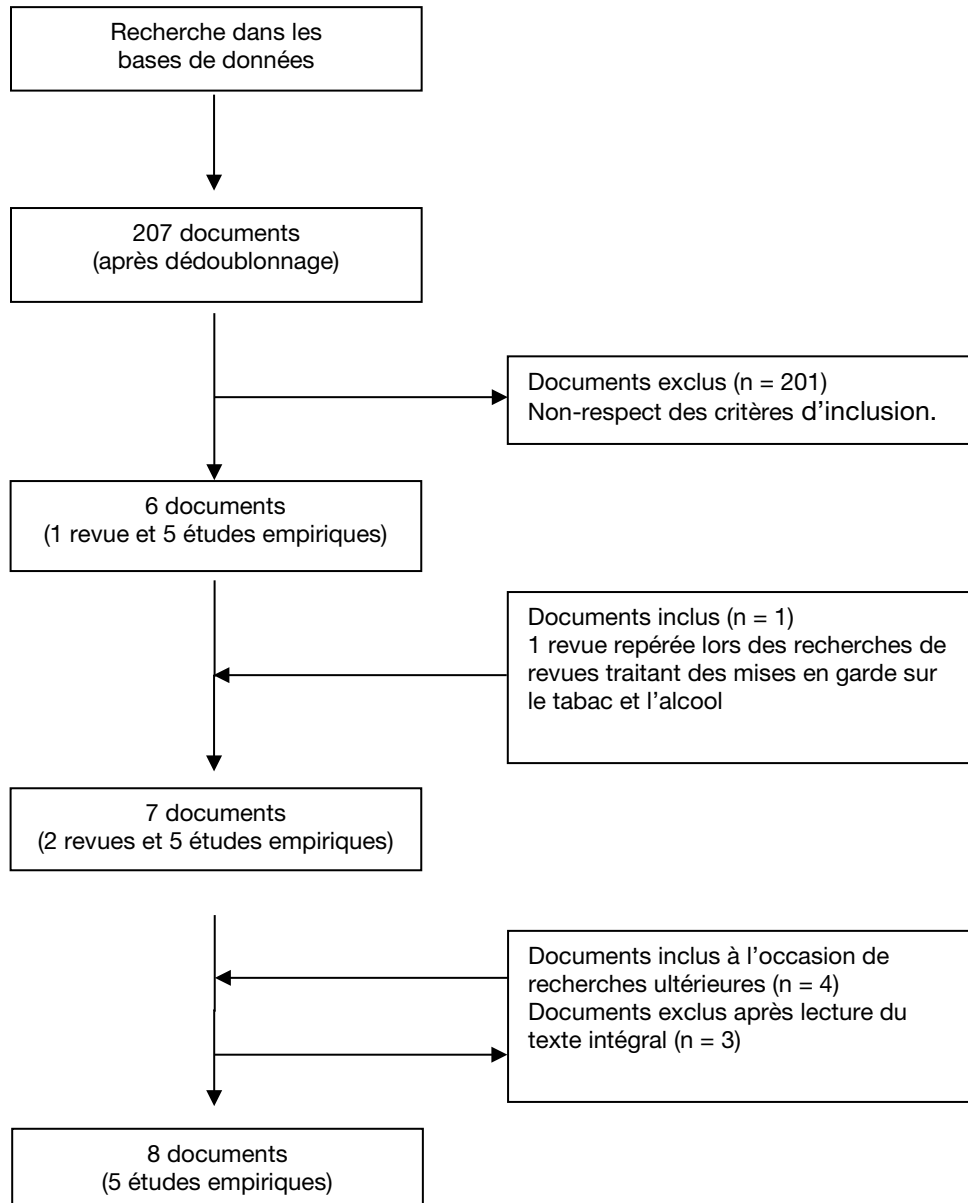 Recherche dans les
bases de données
207 documents
(après dédoublonnage)
Documents exclus (n = 201)
Non-respect des critères d’inclusion.
6 documents
(1 revue et 5 études empiriques)
Documents inclus (n = 1)
1 revue repérée lors des recherches de
revues traitant des mises en garde sur
le tabac et l’alcool
7 documents
(2 revues et 5 études empiriques)
Documents inclus à l’occasion de
recherches ultérieures (n = 4)
Documents exclus après lecture du
texte intégral (n = 3)
8 documents
(5 études empiriques)